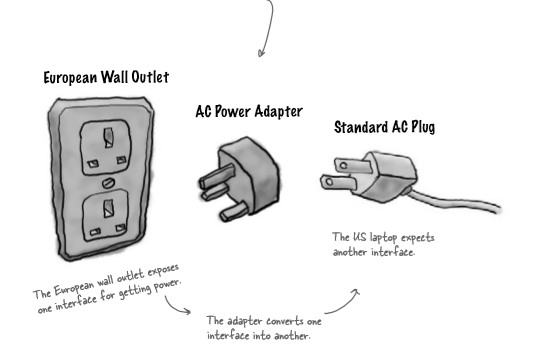 European Wall Outlet
AC Power Adapter
Standard AC Plug
The US laptop expects
another interface.
The European wall outlet exposes
one interface for getting power.
The adapter converts one
interface into another.